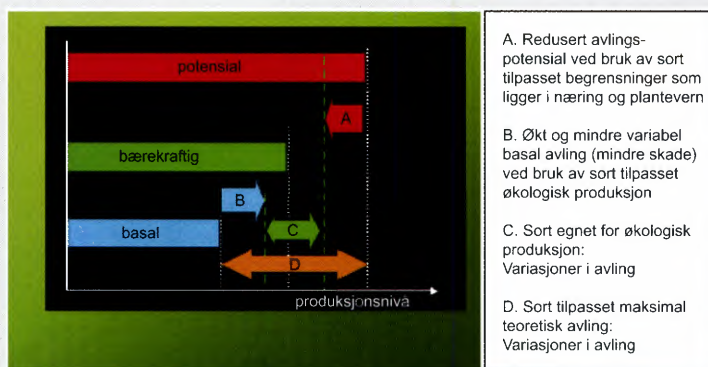 potensial
A
bærekraftig
B
basal
C
D
produksjonsnivå
A. Redusert avlings-
potensial ved bruk av sort
tilpasset begrensninger som
ligger i næring og plantevern
B. Økt og mindre variabel
basal avling (mindre skade)
ved bruk av sort tilpasset
økologisk produksjon
C. Sort egnet for økologisk
produksjon:
Variasjoner i avling
D. Sort tilpasset maksimal
teoretisk avling:
Variasjoner i avling